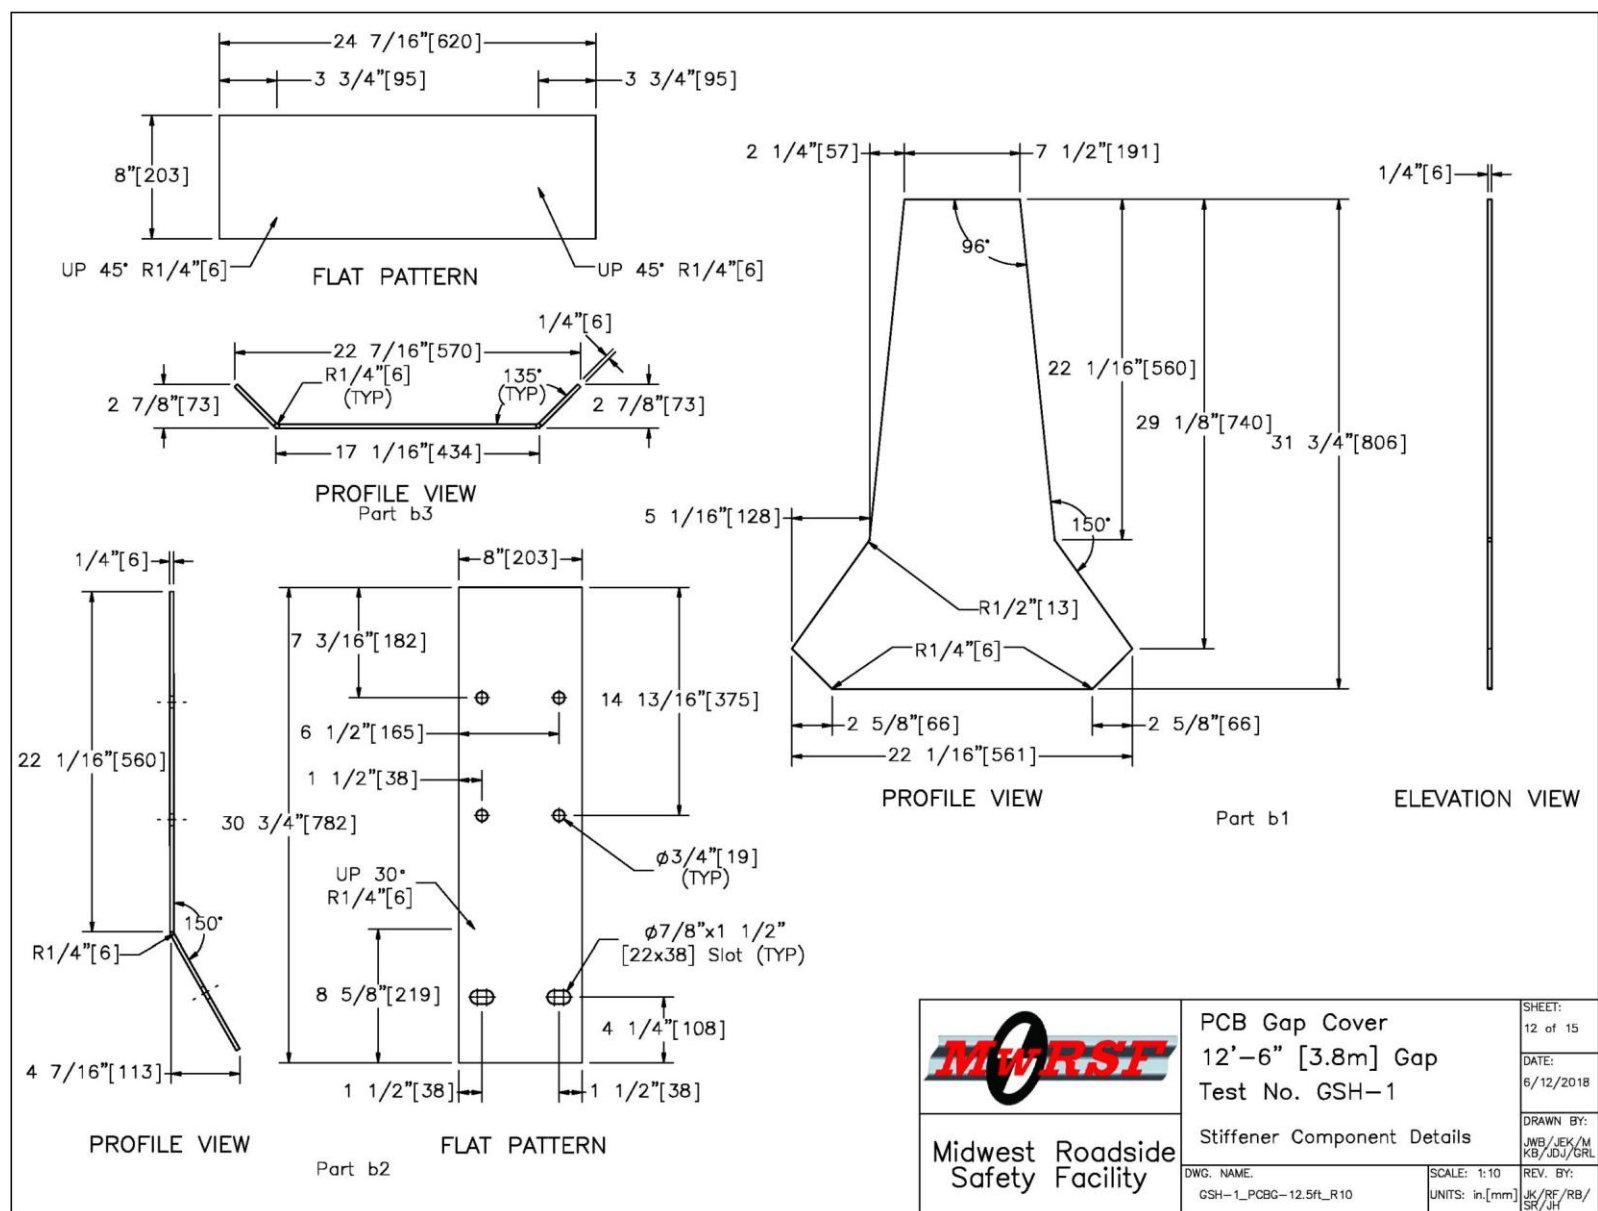 24 7/16"[620]
3 3/4"[95]
3 3/4"[95]
8"[203]
UP 45° R1/4"[6]
UP 45° R1/4"[6]
FLAT PATTERN
1/4"[6]
22 7/16"[570]
R1/4"[6]
(TYP)
135°
(TYP)
2 7/8"[73]
2 7/8"[73]
17 1/16"[434]
PROFILE VIEW
Part b3
2 1/4"[57]
7 1/2"[191]
1/4"[6]
96°
22 1/16"[560]
29 1/8"[740]
31 3/4"[806]
5 1/16"[128]
150°
R1/2"[13]
R1/4"[6]
2 5/8"[66]
2 5/8"[66]
22 1/16"[561]
PROFILE VIEW
Part b1
ELEVATION VIEW
1/4"[6]
22 1/16"[560]
150°
R1/4"[6]
4 7/16"[113]
PROFILE VIEW
8"[203]
7 3/16"[182]
14 13/16"[375]
6 1/2"[165]
1 1/2"[38]
30 3/4"[782]
ø3/4"[19]
(TYP)
UP 30°
R1/4"[6]
ø7/8"x1 1/2"
[22x38] Slot (TYP)
8 5/8"[219]
4 1/4"[108]
1 1/2"[38]
1 1/2"[38]
FLAT PATTERN
Part b2
MwRSF
Midwest Roadside
Safety Facility
PCB Gap Cover
12'-6" [3.8m] Gap
Test No. GSH-1
Stiffener Component Details
DWG. NAME.
GSH-1_PCBG-12.5ft_R10
SCALE: 1:10
UNITS: in.[mm]
SHEET:
12 of 15
DATE:
6/12/2018
DRAWN BY:
JWB/JEK/M
KB/JDJ/GRL
REV. BY:
JK/RF/RB/
SR/JH